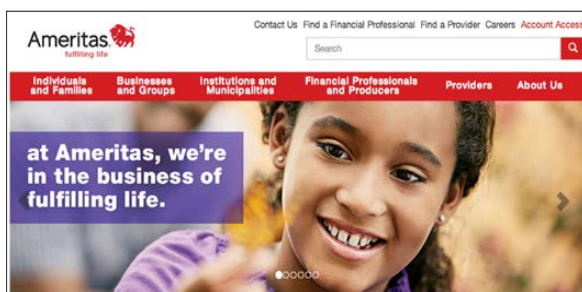 Ameritas
fulfilling life
Contact Us Find a Financial Professional Find a Provider Careers Account Access
Search
Individuals
and Families
Businesses
and Groups
Institutions and
Municipalities
Financial Professionals
and Producers
Providers
About Us
at Ameritas, we're
in the business of
fulfilling life.